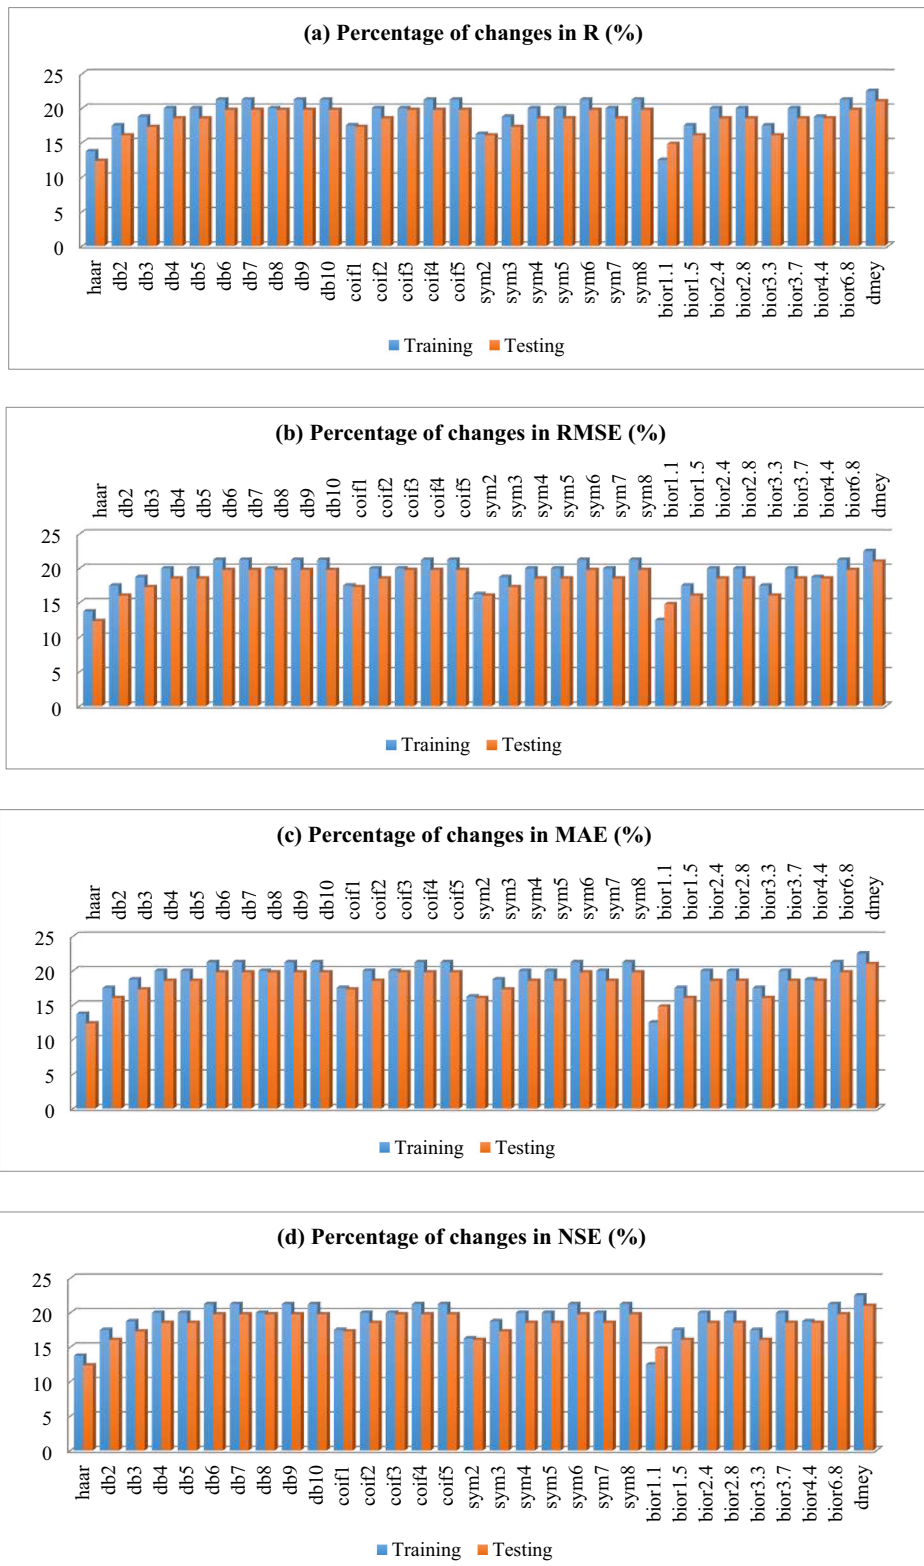 (a) Percentage of changes in R (%)
25
20
15
10
5
0
haar db2 db3 db4 db5 db6 db7 db8 db9 db10 coif1 coif2 coif3 coif4 coif5 sym2 sym3 sym4 sym5 sym6 sym7 sym8 bior1.1 bior1.5 bior2.4 bior2.8 bior3.3 bior3.7 bior4.4 bior6.8 dmey
Training Testing
(b) Percentage of changes in RMSE (%)
haar db2 db3 db4 db5 db6 db7 db8 db9 db10 coif1 coif2 coif3 coif4 coif5 sym2 sym3 sym4 sym5 sym6 sym7 sym8 bior1.1 bior1.5 bior2.4 bior2.8 bior3.3 bior3.7 bior4.4 bior6.8 dmey
25
20
15
10
5
0
Training Testing
(c) Percentage of changes in MAE (%)
haar db2 db3 db4 db5 db6 db7 db8 db9 db10 coif1 coif2 coif3 coif4 coif5 sym2 sym3 sym4 sym5 sym6 sym7 sym8 bior1.1 bior1.5 bior2.4 bior2.8 bior3.3 bior3.7 bior4.4 bior6.8 dmey
25
20
15
10
5
0
Training Testing
(d) Percentage of changes in NSE (%)
25
20
15
10
5
0
haar db2 db3 db4 db5 db6 db7 db8 db9 db10 coif1 coif2 coif3 coif4 coif5 sym2 sym3 sym4 sym5 sym6 sym7 sym8 bior1.1 bior1.5 bior2.4 bior2.8 bior3.3 bior3.7 bior4.4 bior6.8 dmey
Training Testing